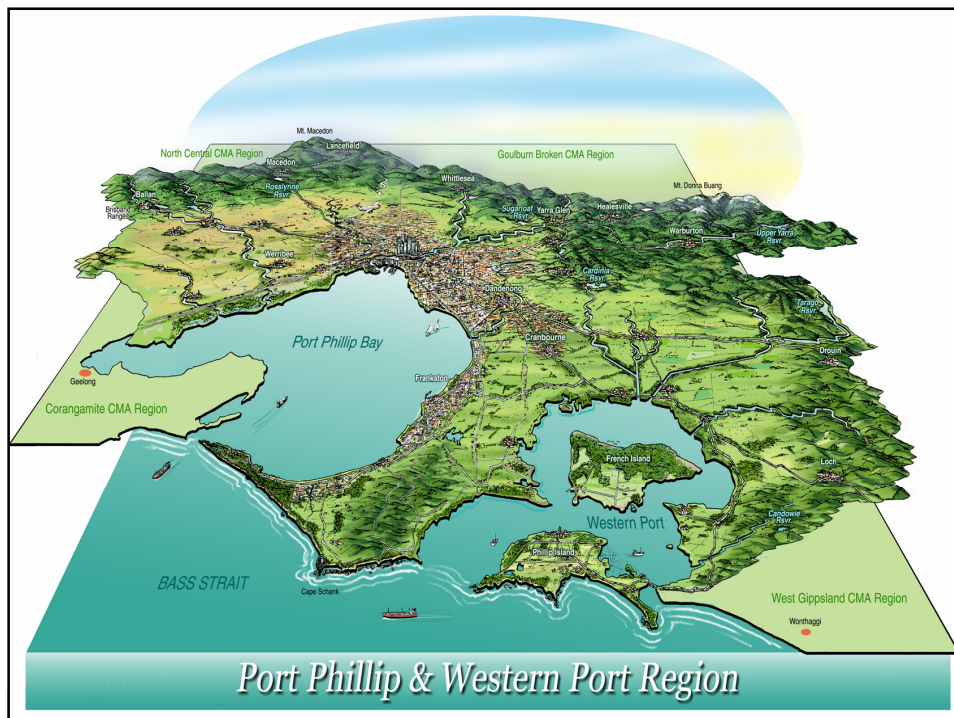 Mt. Macedon
Lancefield
North Central CMA Region
Goulburn Broken CMA Region
Macedon
Whittlesea
Rosslynne
Rsvr.
Mt. Donna Buang
Ballan
Sugarloaf
Rsvr.
Yarra Glen
Healesville
Brisbane
Ranges
Warburton
Upper Yarra
Rsvr.
Werribee
Cardinia
Rsvr.
Dandenong
Tarago
Rsvr.
Port Phillip Bay
Cranbourne
Drouin
Geelong
Frankston
Corangamite CMA Region
French Island
Loch
Candowie
Rsvr.
Western Port
Phillip Island
BASS STRAIT
Cape Schank
West Gippsland CMA Region
Wonthaggi
Port Phillip & Western Port Region